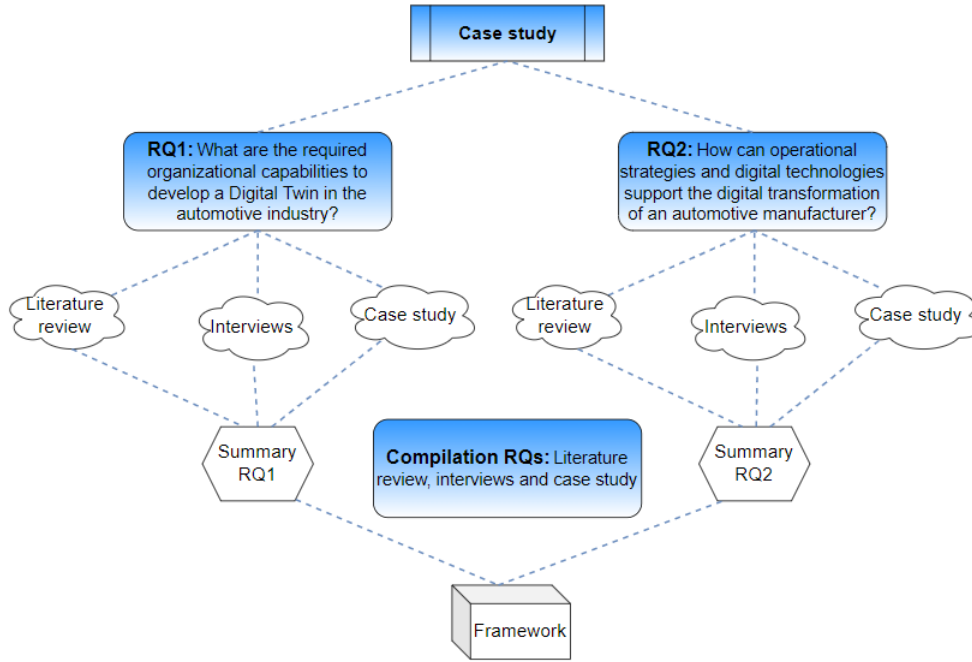 Case study
RQ1: What are the required
organizational capabilities to
develop a Digital Twin in the
automotive industry?
RQ2: How can operational
strategies and digital technologies
support the digital transformation
of an automotive manufacturer?
Literature
review
Interviews
Case study
Literature
review
Interviews
Case study
Summary
RQ1
Compilation RQs: Literature
review, interviews and case study
Summary
RQ2
Framework